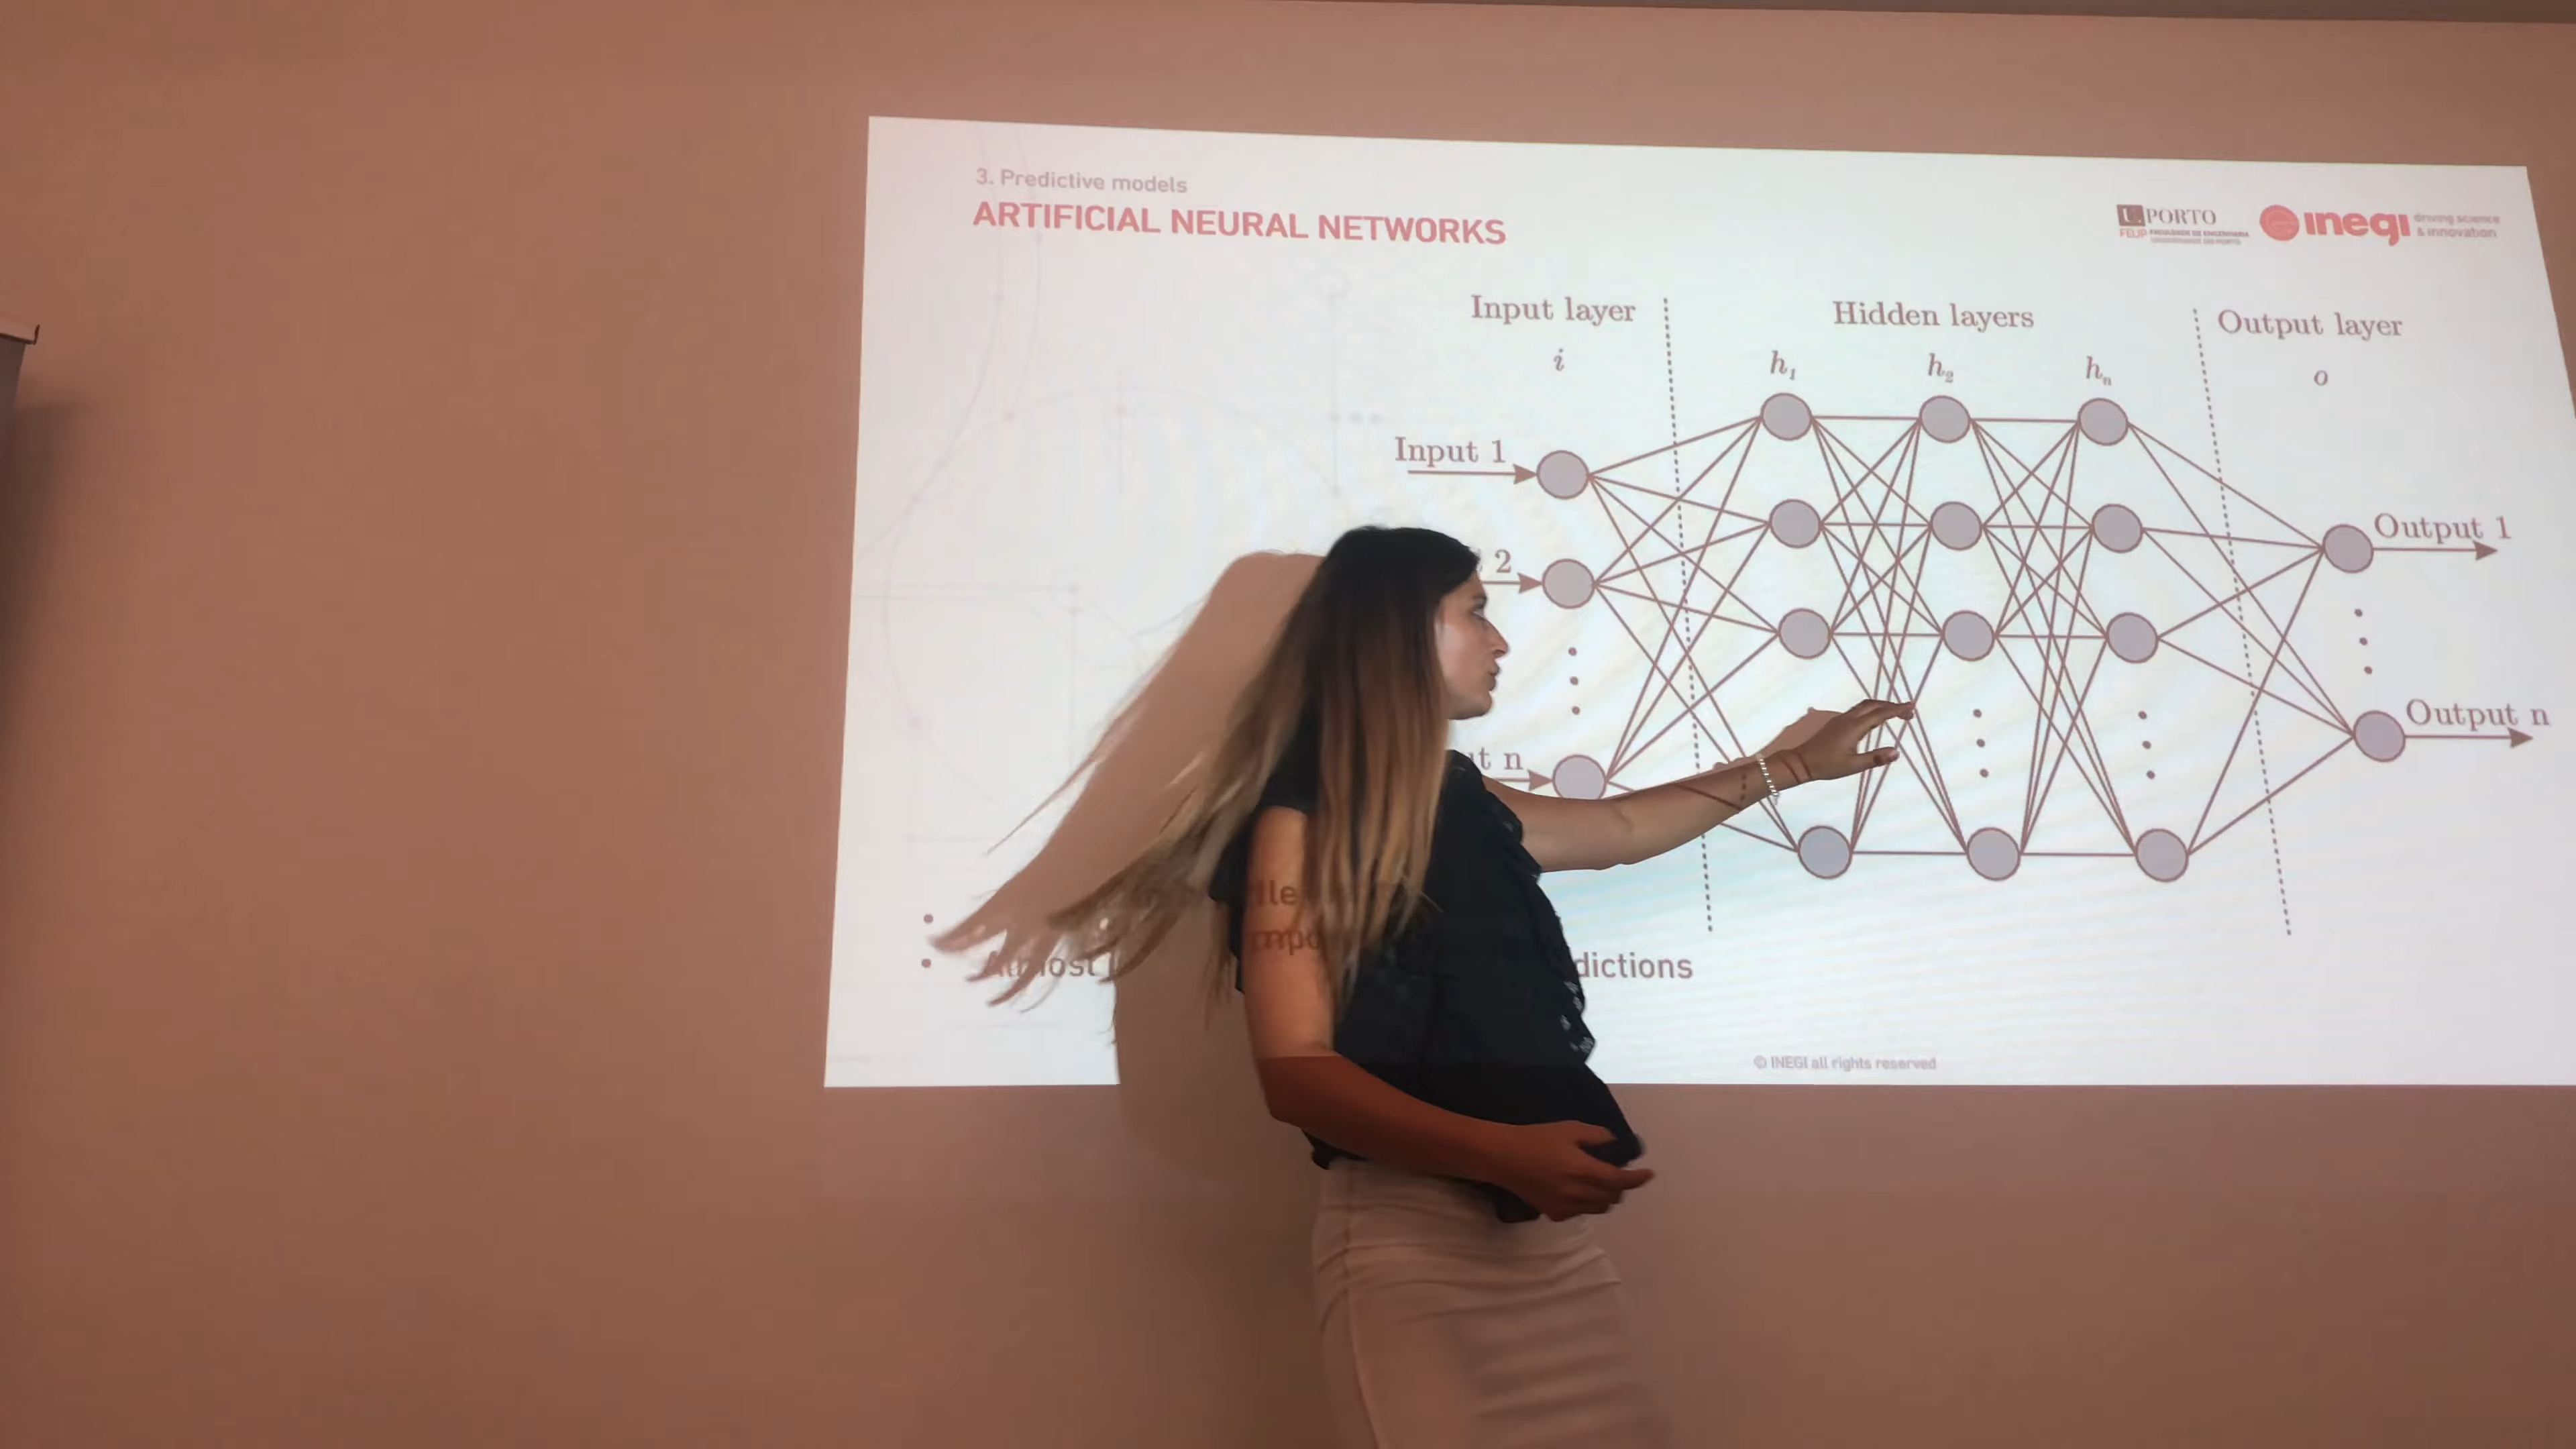 3. Predictive models
ARTIFICIAL NEURAL NETWORKS
U. PORTO
FEUP FACULDADE DE ENGENHARIA
UNIVERSIDADE DO PORTO
inegi driving science
& innovation
Input layer Hidden layers Output layer
i h1 h2 hn o
Input 1
2
Output 1
n
Output n
dictions
© INEGI all rights reserved